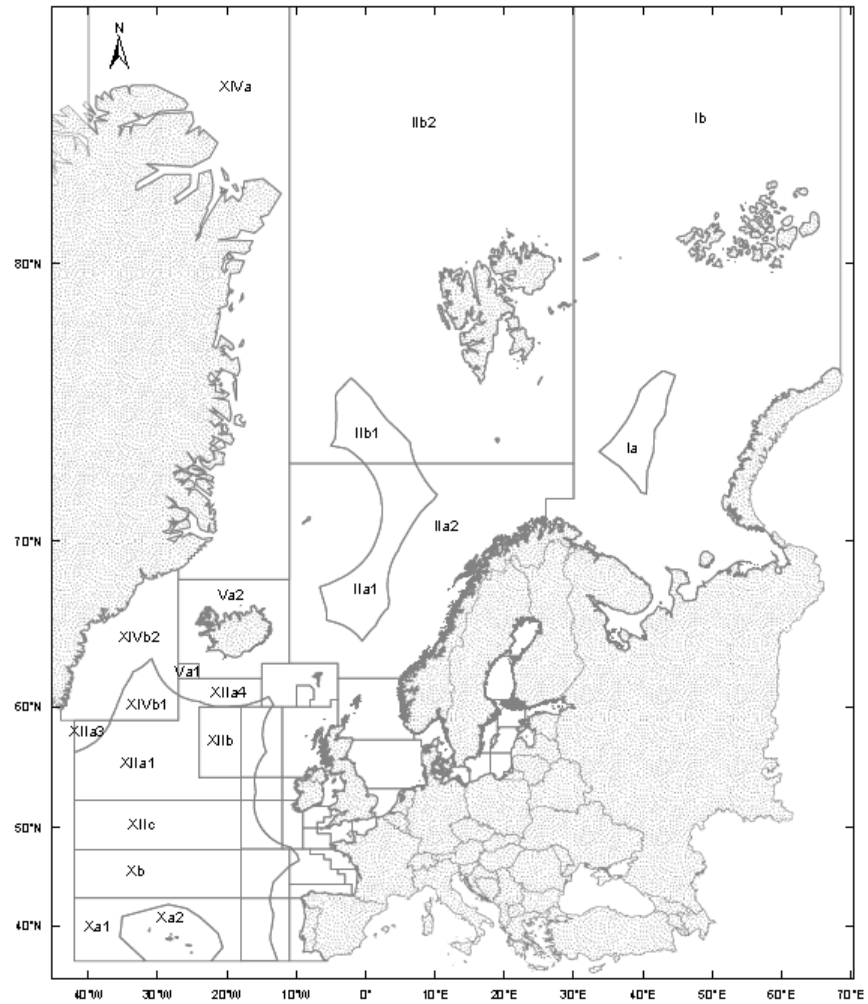 N
XIVa
IIb2
Ib
80°N
IIb1
Ia
IIa2
70°N
IIa1
Va2
XIVb2
Va1
XIIa4
60°N
XIVb1
XIIa3
XIIb
XIIa1
50°N
XIIc
Xb
40°N
Xa1
Xa2
40°W 30°W 20°W 10°W 0° 10°E 20°E 30°E 40°E 50°E 60°E 70°E